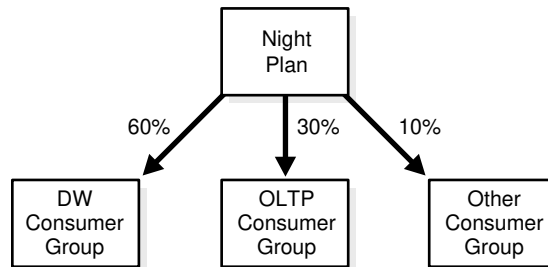 Night
Plan
60%
30%
10%
DW
Consumer
Group
OLTP
Consumer
Group
Other
Consumer
Group